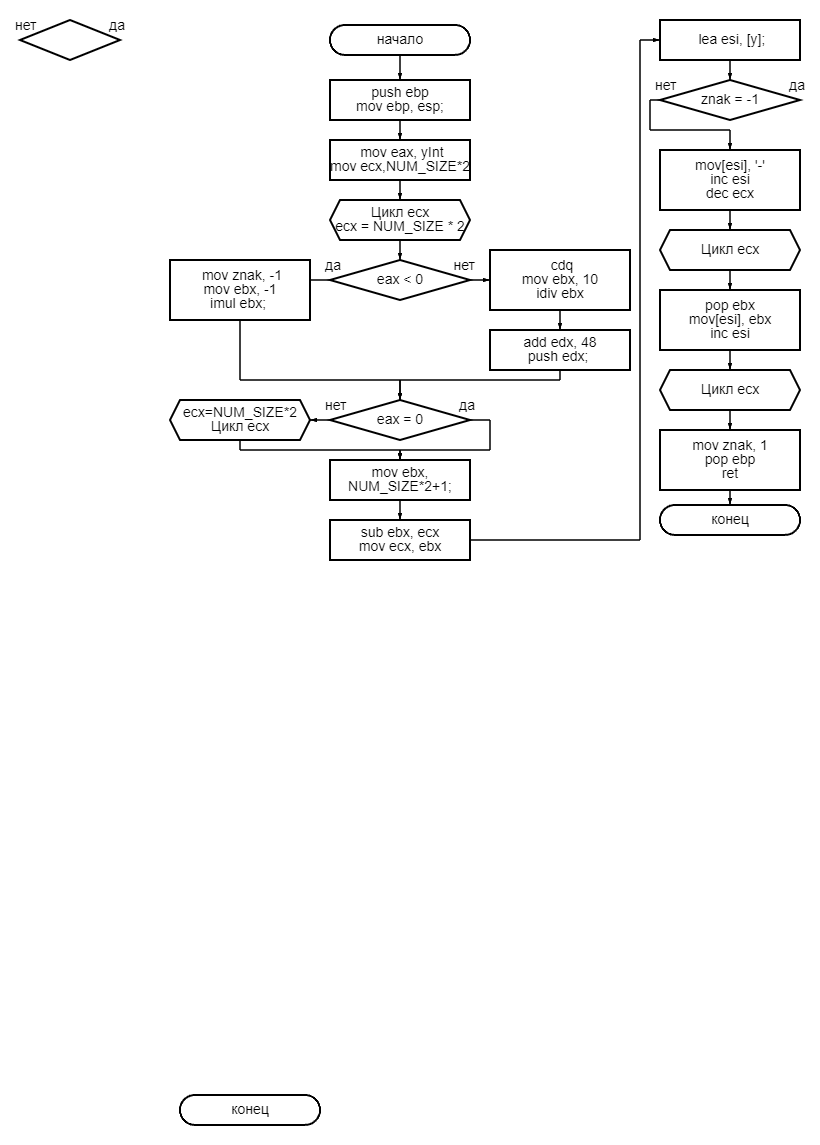 нет
да
начало
push ebp
mov ebp, esp;
mov eax, yInt
mov ecx,NUM_SIZE*2
Цикл ecx
ecx = NUM_SIZE * 2
да
eax < 0
нет
mov znak, -1
mov ebx, -1
imul ebx;
cdq
mov ebx, 10
idiv ebx
add edx, 48
push edx;
нет
eax = 0
да
ecx=NUM_SIZE*2
Цикл ecx
mov ebx,
NUM_SIZE*2+1;
sub ebx, ecx
mov ecx, ebx
lea esi, [y];
нет
znak = -1
да
mov[esi], '-'
inc esi
dec ecx
Цикл ecx
pop ebx
mov[esi], ebx
inc esi
Цикл ecx
mov znak, 1
pop ebp
ret
конец
конец